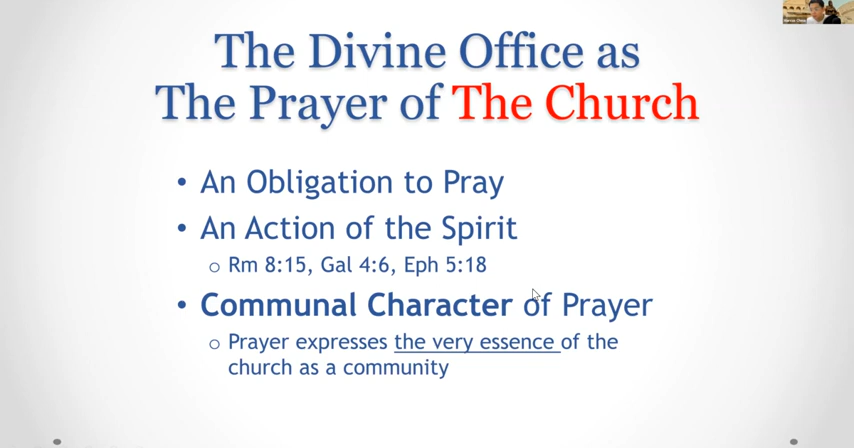 The Divine Office as
The Prayer of The Church
• An Obligation to Pray
• An Action of the Spirit
o Rm 8:15, Gal 4:6, Eph 5:18
• Communal Character of Prayer
o Prayer expresses the very essence of the
church as a community